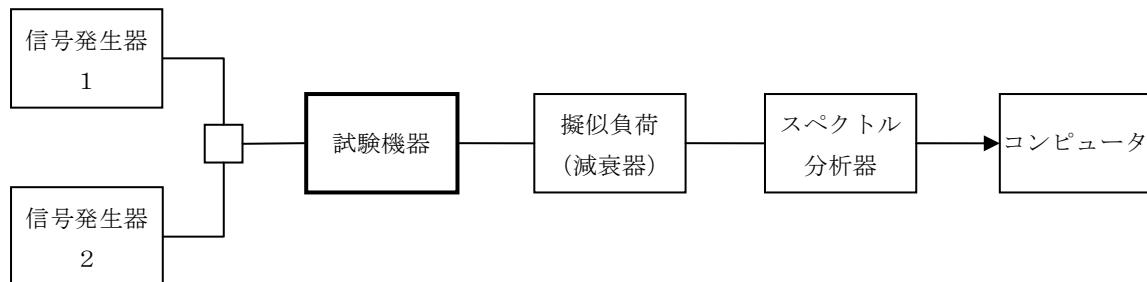 信号発生器
1
試験機器
擬似負荷
(減衰器)
スペクトル
分析器
コンピュータ
信号発生器
2